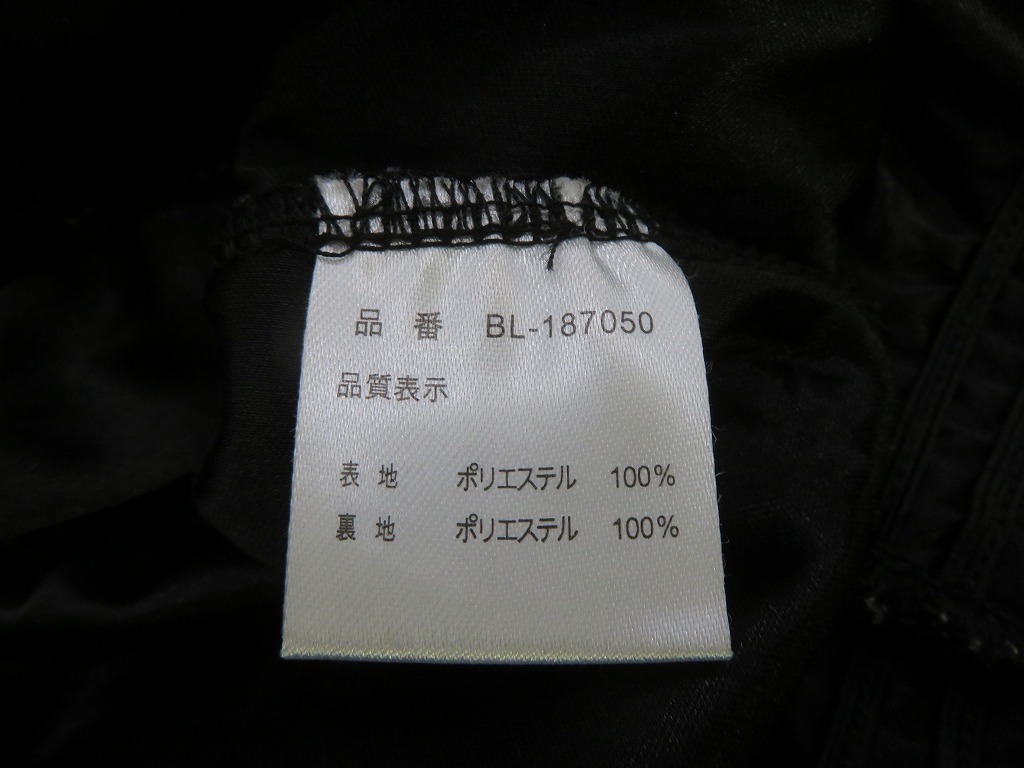 品 番 BL-187050
品質表示
表 地 ポリエステル 100%
裏 地 ポリエステル 100%